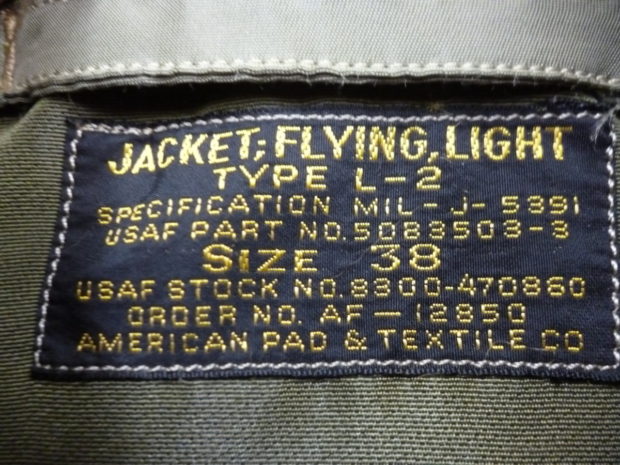 JACKET; FLYING, LIGHT
TYPE L-2
SPECIFICATION MIL-J-5391
USAF PART NO. 5083503-3
SIZE 38
USAF STOCK NO. 8300-470860
ORDER NO. AF-12850
AMERICAN PAD & TEXTILE CO